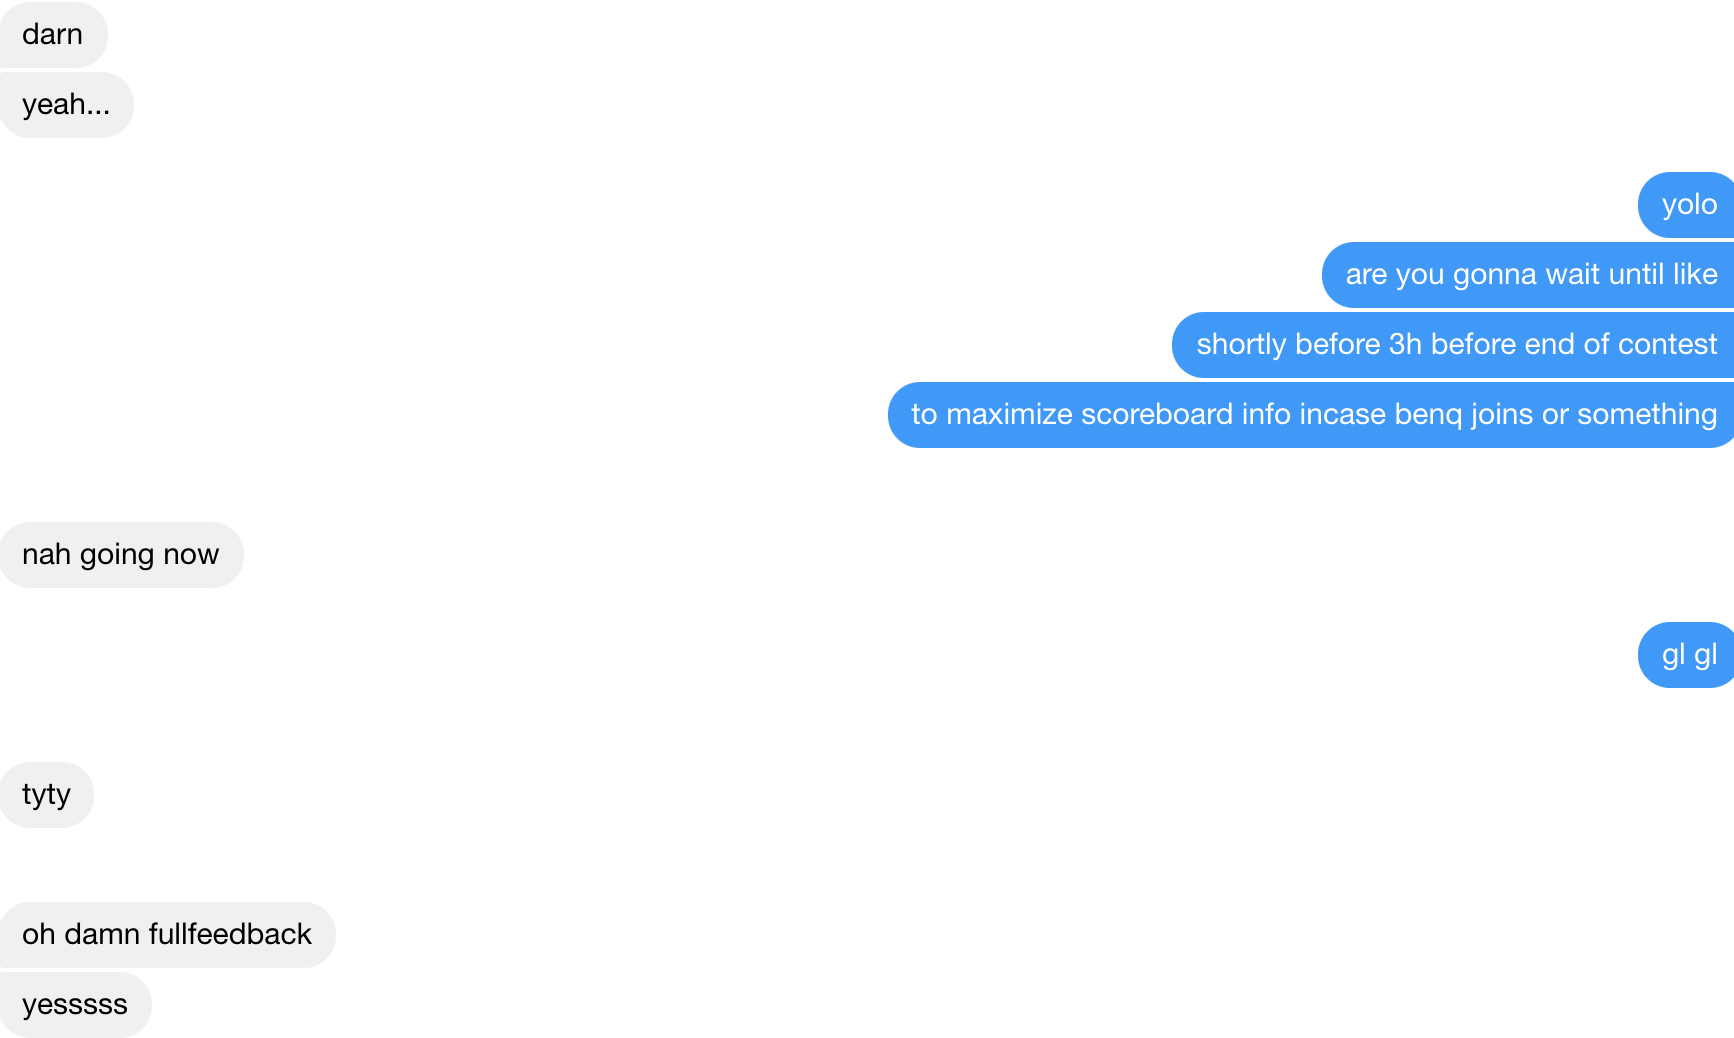 darn
yeah...
yolo
are you gonna wait until like
shortly before 3h before end of contest
to maximize scoreboard info incase benq joins or something
nah going now
gl gl
tyty
oh damn fullfeedback
yesssss